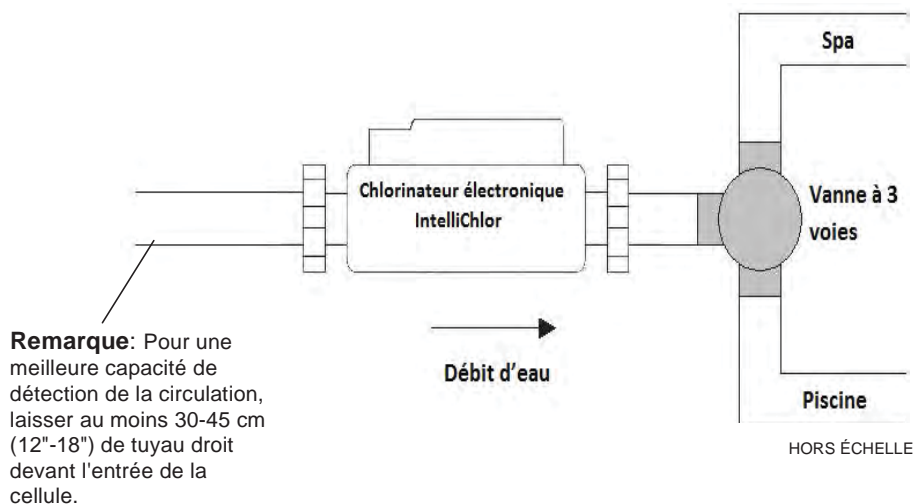 Spa
Chlorinateur électronique
IntelliChlor
Vanne à 3
voies
Remarque: Pour une
meilleure capacité de
détection de la circulation,
laisser au moins 30-45 cm
(12"-18") de tuyau droit
devant l'entrée de la
cellule.
Débit d'eau
Piscine
HORS ÉCHELLE